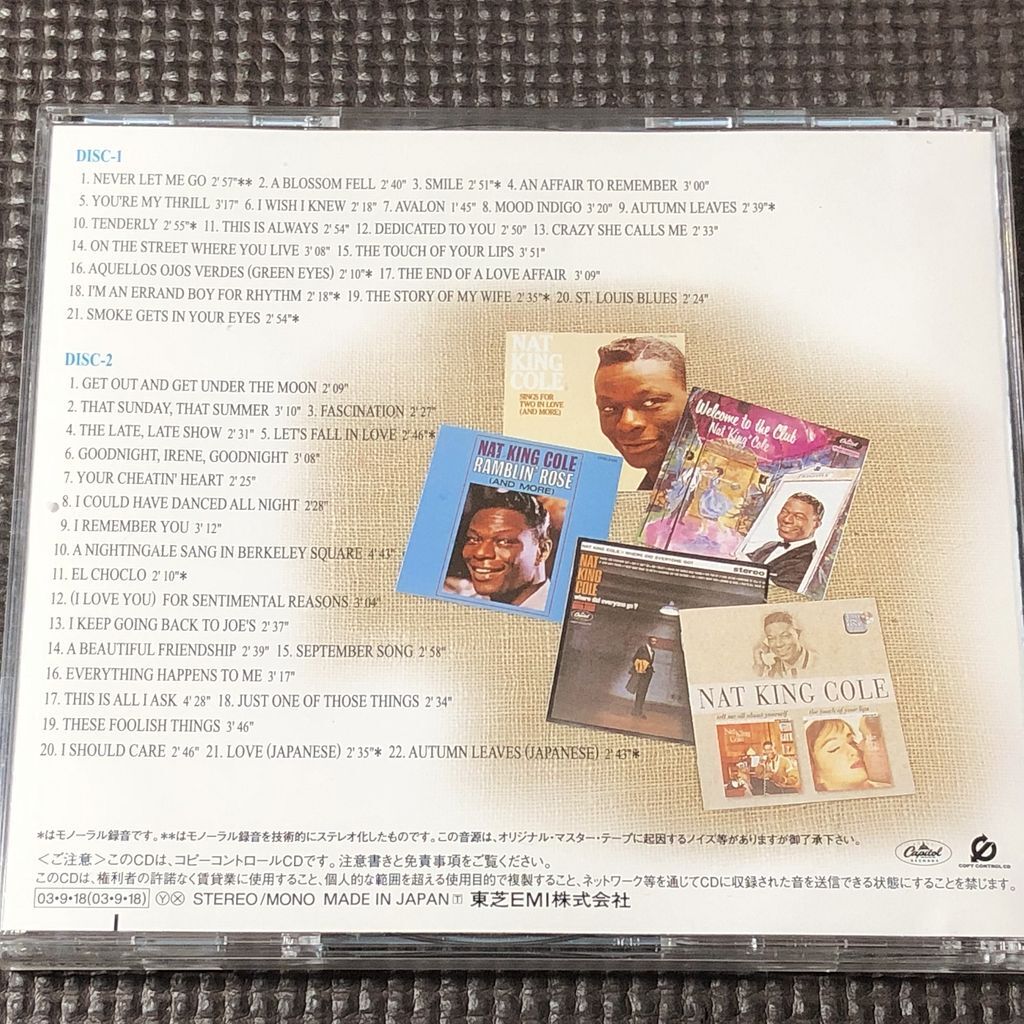 DISC-1
1. NEVER LET ME GO 2'57"** 2. A BLOSSOM FELL 2'40" 3. SMILE 2'51"* 4. AN AFFAIR TO REMEMBER 3'00"
5. YOU'RE MY THRILL 3'17" 6. I WISH I KNEW 2'18" 7. AVALON 1'45" 8. MOOD INDIGO 3'20" 9. AUTUMN LEAVES 2'39"*
10. TENDERLY 2'55"* 11. THIS IS ALWAYS 2'54" 12. DEDICATED TO YOU 2'50" 13. CRAZY SHE CALLS ME 2'33"
14. ON THE STREET WHERE YOU LIVE 3'08" 15. THE TOUCH OF YOUR LIPS 3'51"
16. AQUELLOS OJOS VERDES (GREEN EYES) 2'10"* 17. THE END OF A LOVE AFFAIR 3'09"
18. I'M AN ERRAND BOY FOR RHYTHM 2'18"* 19. THE STORY OF MY WIFE 2'35"* 20. ST. LOUIS BLUES 2'24"
21. SMOKE GETS IN YOUR EYES 2'54"*
DISC-2
1. GET OUT AND GET UNDER THE MOON 2'09"
2. THAT SUNDAY, THAT SUMMER 3'10" 3. FASCINATION 2'27"
4. THE LATE, LATE SHOW 2'31" 5. LET'S FALL IN LOVE 2'46"*
6. GOODNIGHT, IRENE, GOODNIGHT 3'08"
7. YOUR CHEATIN' HEART 2'25"
8. I COULD HAVE DANCED ALL NIGHT 2'28"
9. I REMEMBER YOU 3'12"
10. A NIGHTINGALE SANG IN BERKELEY SQUARE 4'43"
11. EL CHOCLO 2'10"*
12. (I LOVE YOU) FOR SENTIMENTAL REASONS 3'04"
13. I KEEP GOING BACK TO JOE'S 2'37"
14. A BEAUTIFUL FRIENDSHIP 2'39" 15. SEPTEMBER SONG 2'58"
16. EVERYTHING HAPPENS TO ME 3'17"
17. THIS IS ALL I ASK 4'28" 18. JUST ONE OF THOSE THINGS 2'34"
19. THESE FOOLISH THINGS 3'46"
20. I SHOULD CARE 2'46" 21. LOVE (JAPANESE) 2'35"* 22. AUTUMN LEAVES (JAPANESE) 2'43"*
NAT
KING
COLE
SINGS FOR
TWO IN LOVE
(AND MORE)
Welcome to the Club
Nat "King" Cole
NAT KING COLE
RAMBLIN' ROSE
(AND MORE)
NAT KING COLE • WHERE DID EVERYONE GO?
stereo
NAT
KING
COLE
where did everyone go?
NAT KING COLE
tell me all about yourself
the touch of your lips
*はモノーラル録音です。**はモノーラル録音を技術的にステレオ化したものです。この音源は、オリジナル・マスター・テープに起因するノイズ等がありますが御了承下さい。
<ご注意>このCDは、コピーコントロールCDです。注意書きと免責事項をご覧ください。
このCDは、権利者の許諾なく賃貸業に使用すること、個人的な範囲を超える使用目的で複製すること、ネットワーク等を通じてCDに収録された音を送信できる状態にすることを禁じます。
Capitol
RECORDS
COPY CONTROL CD
03•9•18(03•9•18) Ⓨ STEREO/MONO MADE IN JAPAN T 東芝EMI株式会社